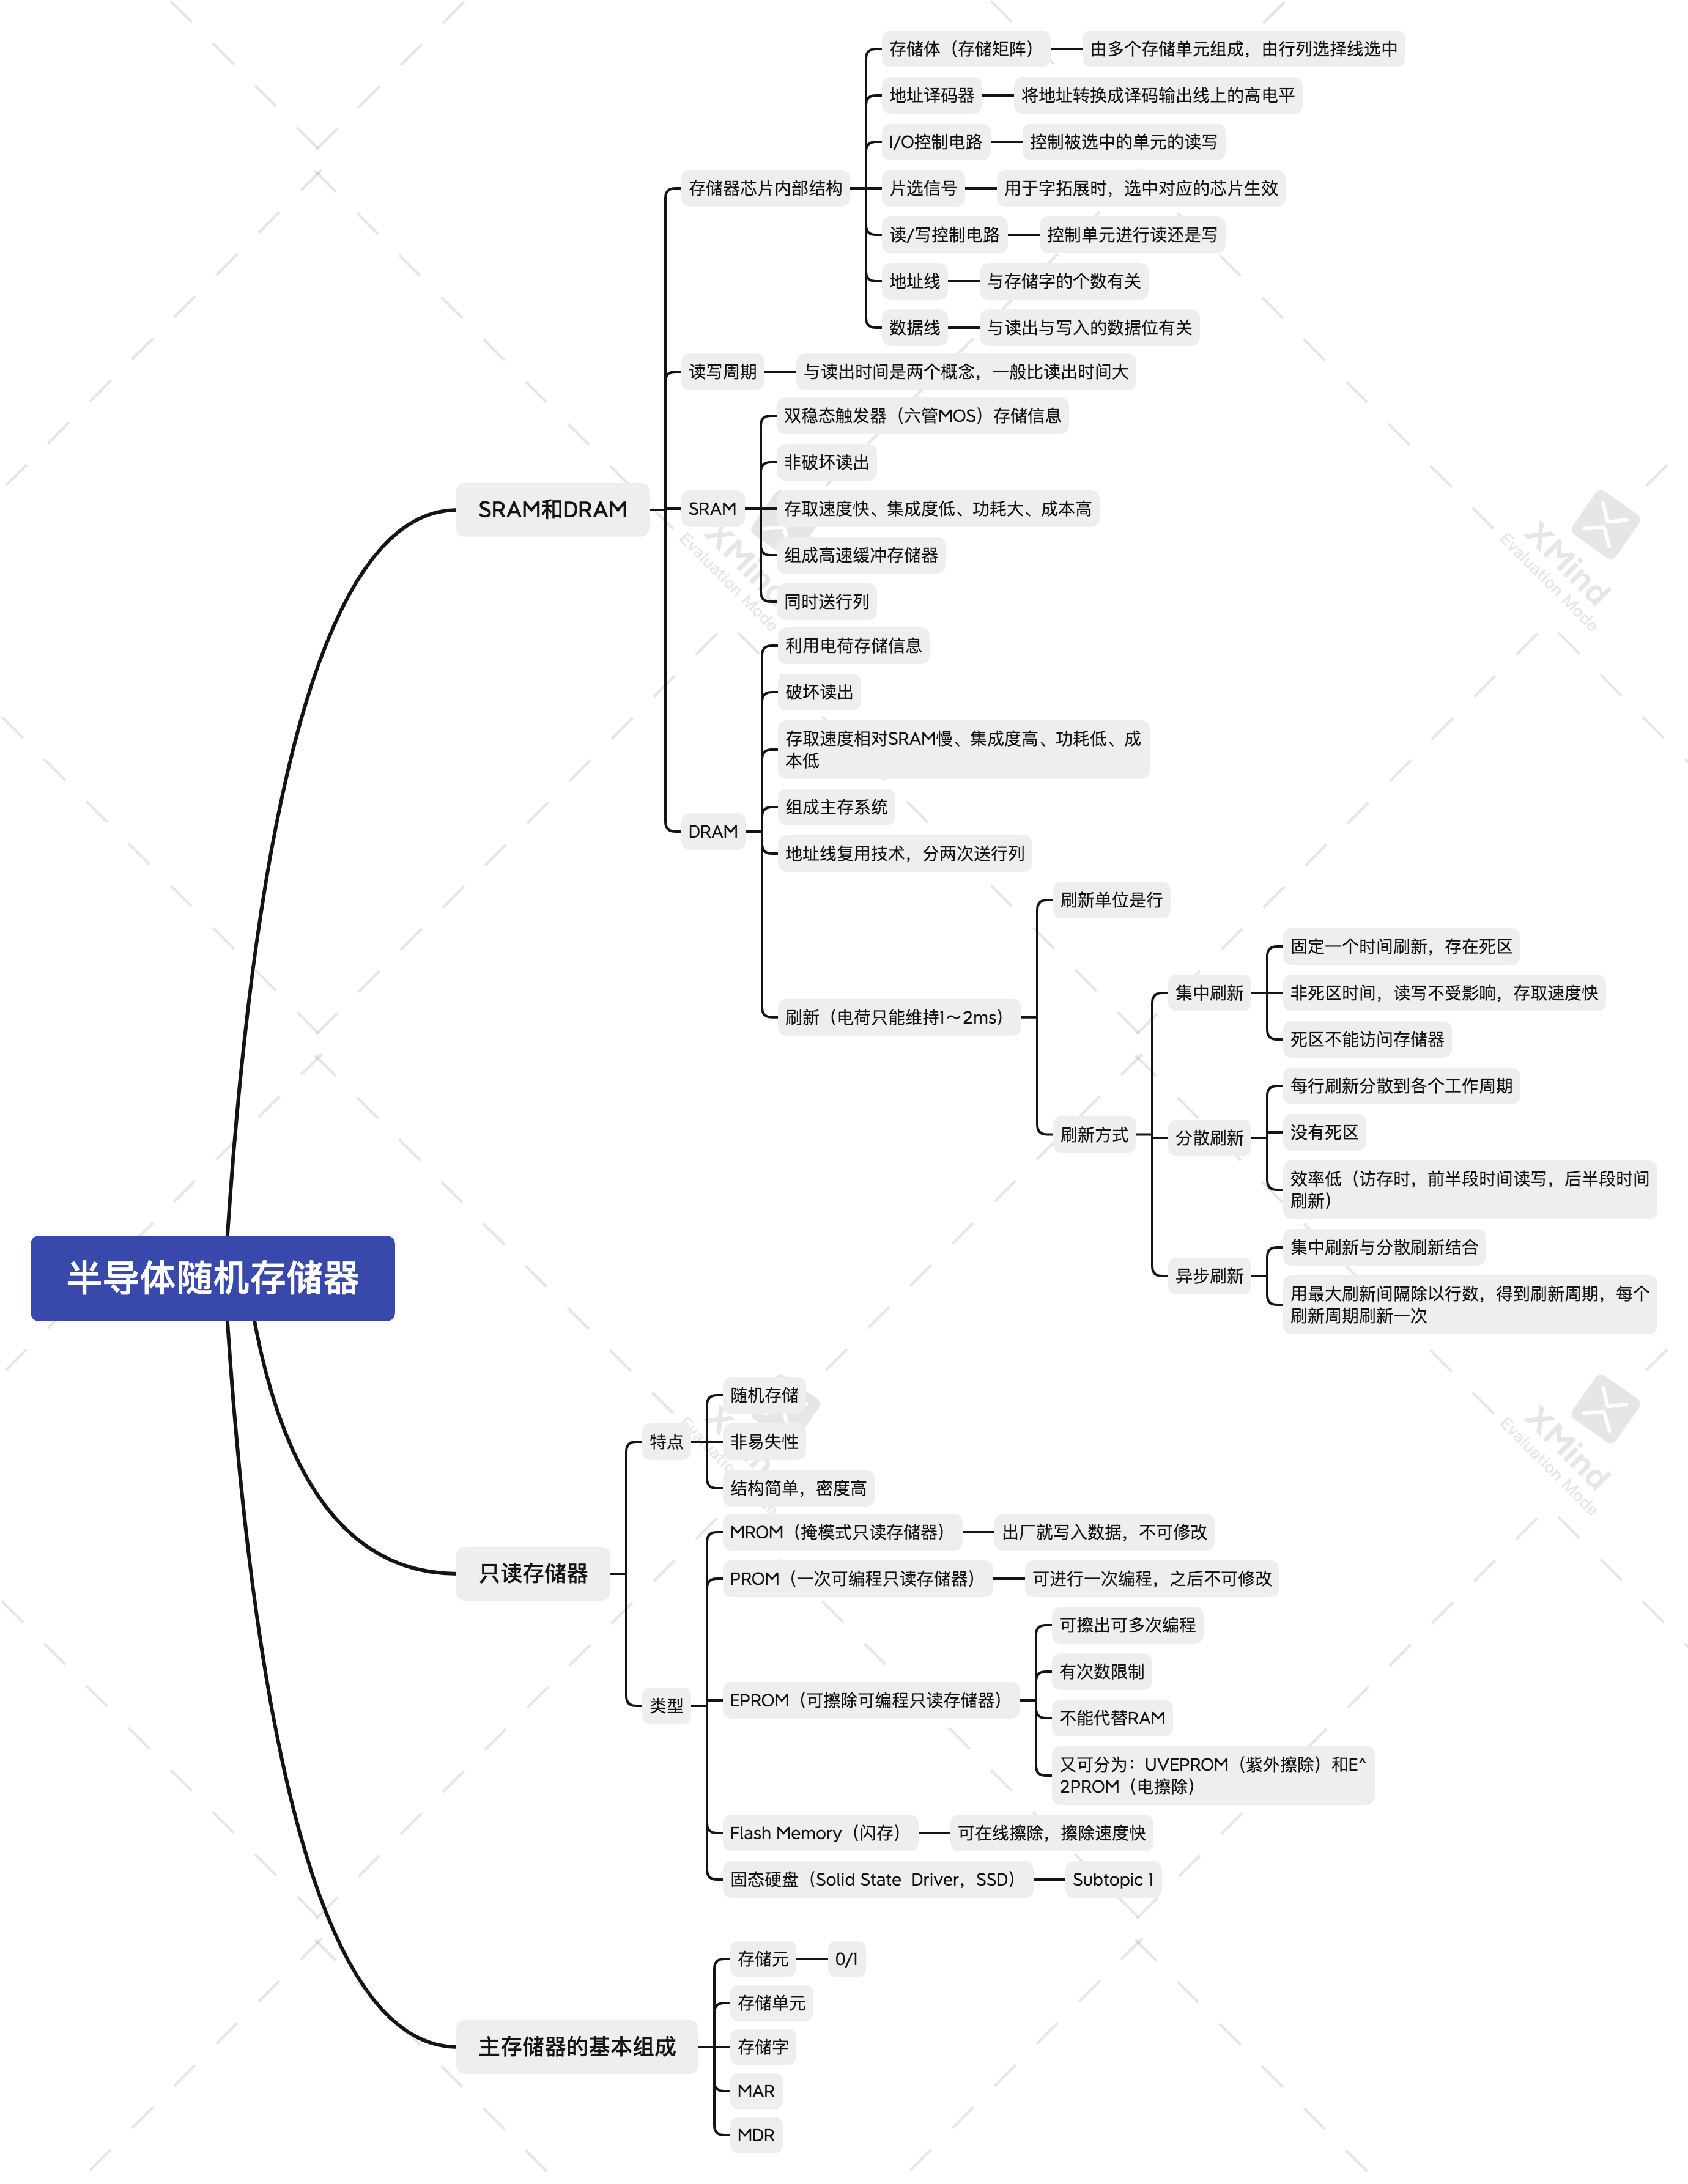 存储体（存储矩阵）
由多个存储单元组成，由行列选择线选中
地址译码器
将地址转换成译码输出线上的高电平
I/O控制电路
控制被选中的单元的读写
存储器芯片内部结构
片选信号
用于字拓展时，选中对应的芯片生效
读/写控制电路
控制单元进行读还是写
地址线
与存储字的个数有关
数据线
与读出与写入的数据位有关
读写周期
与读出时间是两个概念，一般比读出时间大
SRAM和DRAM
SRAM
双稳态触发器（六管MOS）存储信息
非破坏读出
存取速度快、集成度低、功耗大、成本高
组成高速缓冲存储器
同时送行列
DRAM
利用电荷存储信息
破坏读出
存取速度相对SRAM慢、集成度高、功耗低、成
本低
组成主存系统
地址线复用技术，分两次送行列
刷新（电荷只能维持1～2ms）
刷新单位是行
刷新方式
集中刷新
固定一个时间刷新，存在死区
非死区时间，读写不受影响，存取速度快
死区不能访问存储器
分散刷新
每行刷新分散到各个工作周期
没有死区
效率低（访存时，前半段时间读写，后半段时间
刷新）
异步刷新
集中刷新与分散刷新结合
用最大刷新间隔除以行数，得到刷新周期，每个
刷新周期刷新一次
半导体随机存储器
只读存储器
特点
随机存储
非易失性
结构简单，密度高
类型
MROM（掩模式只读存储器）
出厂就写入数据，不可修改
PROM（一次可编程只读存储器）
可进行一次编程，之后不可修改
EPROM（可擦除可编程只读存储器）
可擦出可多次编程
有次数限制
不能代替RAM
又可分为：UVEPROM（紫外擦除）和E^
2PROM（电擦除）
Flash Memory（闪存）
可在线擦除，擦除速度快
固态硬盘（Solid State  Driver，SSD）
Subtopic 1
主存储器的基本组成
存储元
0/1
存储单元
存储字
MAR
MDR
XMind
Evaluation Mode
XMind
Evaluation Mode
XMind
Evaluation Mode